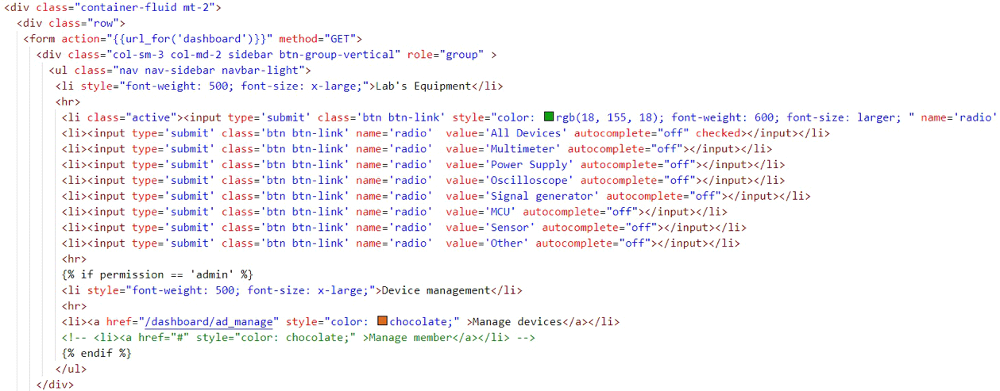 <div class="container-fluid mt-2">
<div class="row">
<form action="{{url_for('dashboard')}}" method="GET">
<div class="col-sm-3 col-md-2 sidebar btn-group-vertical" role="group" >
<ul class="nav nav-sidebar navbar-light">
<li style="font-weight: 500; font-size: x-large;">Lab's Equipment</li>
<hr>
<li class="active"><input type='submit' class='btn btn-link' style="color: rgb(18, 155, 18); font-weight: 600; font-size: larger; " name='radio'
<li><input type='submit' class='btn btn-link' name='radio'  value='All Devices' autocomplete="off" checked></input></li>
<li><input type='submit' class='btn btn-link' name='radio'  value='Multimeter' autocomplete="off"></input></li>
<li><input type='submit' class='btn btn-link' name='radio'  value='Power Supply' autocomplete="off"></input></li>
<li><input type='submit' class='btn btn-link' name='radio'  value='Oscilloscope' autocomplete="off"></input></li>
<li><input type='submit' class='btn btn-link' name='radio'  value='Signal generator' autocomplete="off"></input></li>
<li><input type='submit' class='btn btn-link' name='radio'  value='MCU' autocomplete="off"></input></li>
<li><input type='submit' class='btn btn-link' name='radio'  value='Sensor' autocomplete="off"></input></li>
<li><input type='submit' class='btn btn-link' name='radio'  value='Other' autocomplete="off"></input></li>
<hr>
{% if permission == 'admin' %}
<li style="font-weight: 500; font-size: x-large;">Device management</li>
<hr>
<li><a href="/dashboard/ad_manage" style="color: chocolate;" >Manage devices</a></li>
<!-- <li><a href="#" style="color: chocolate;" >Manage member</a></li> -->
{% endif %}
</ul>
</div>